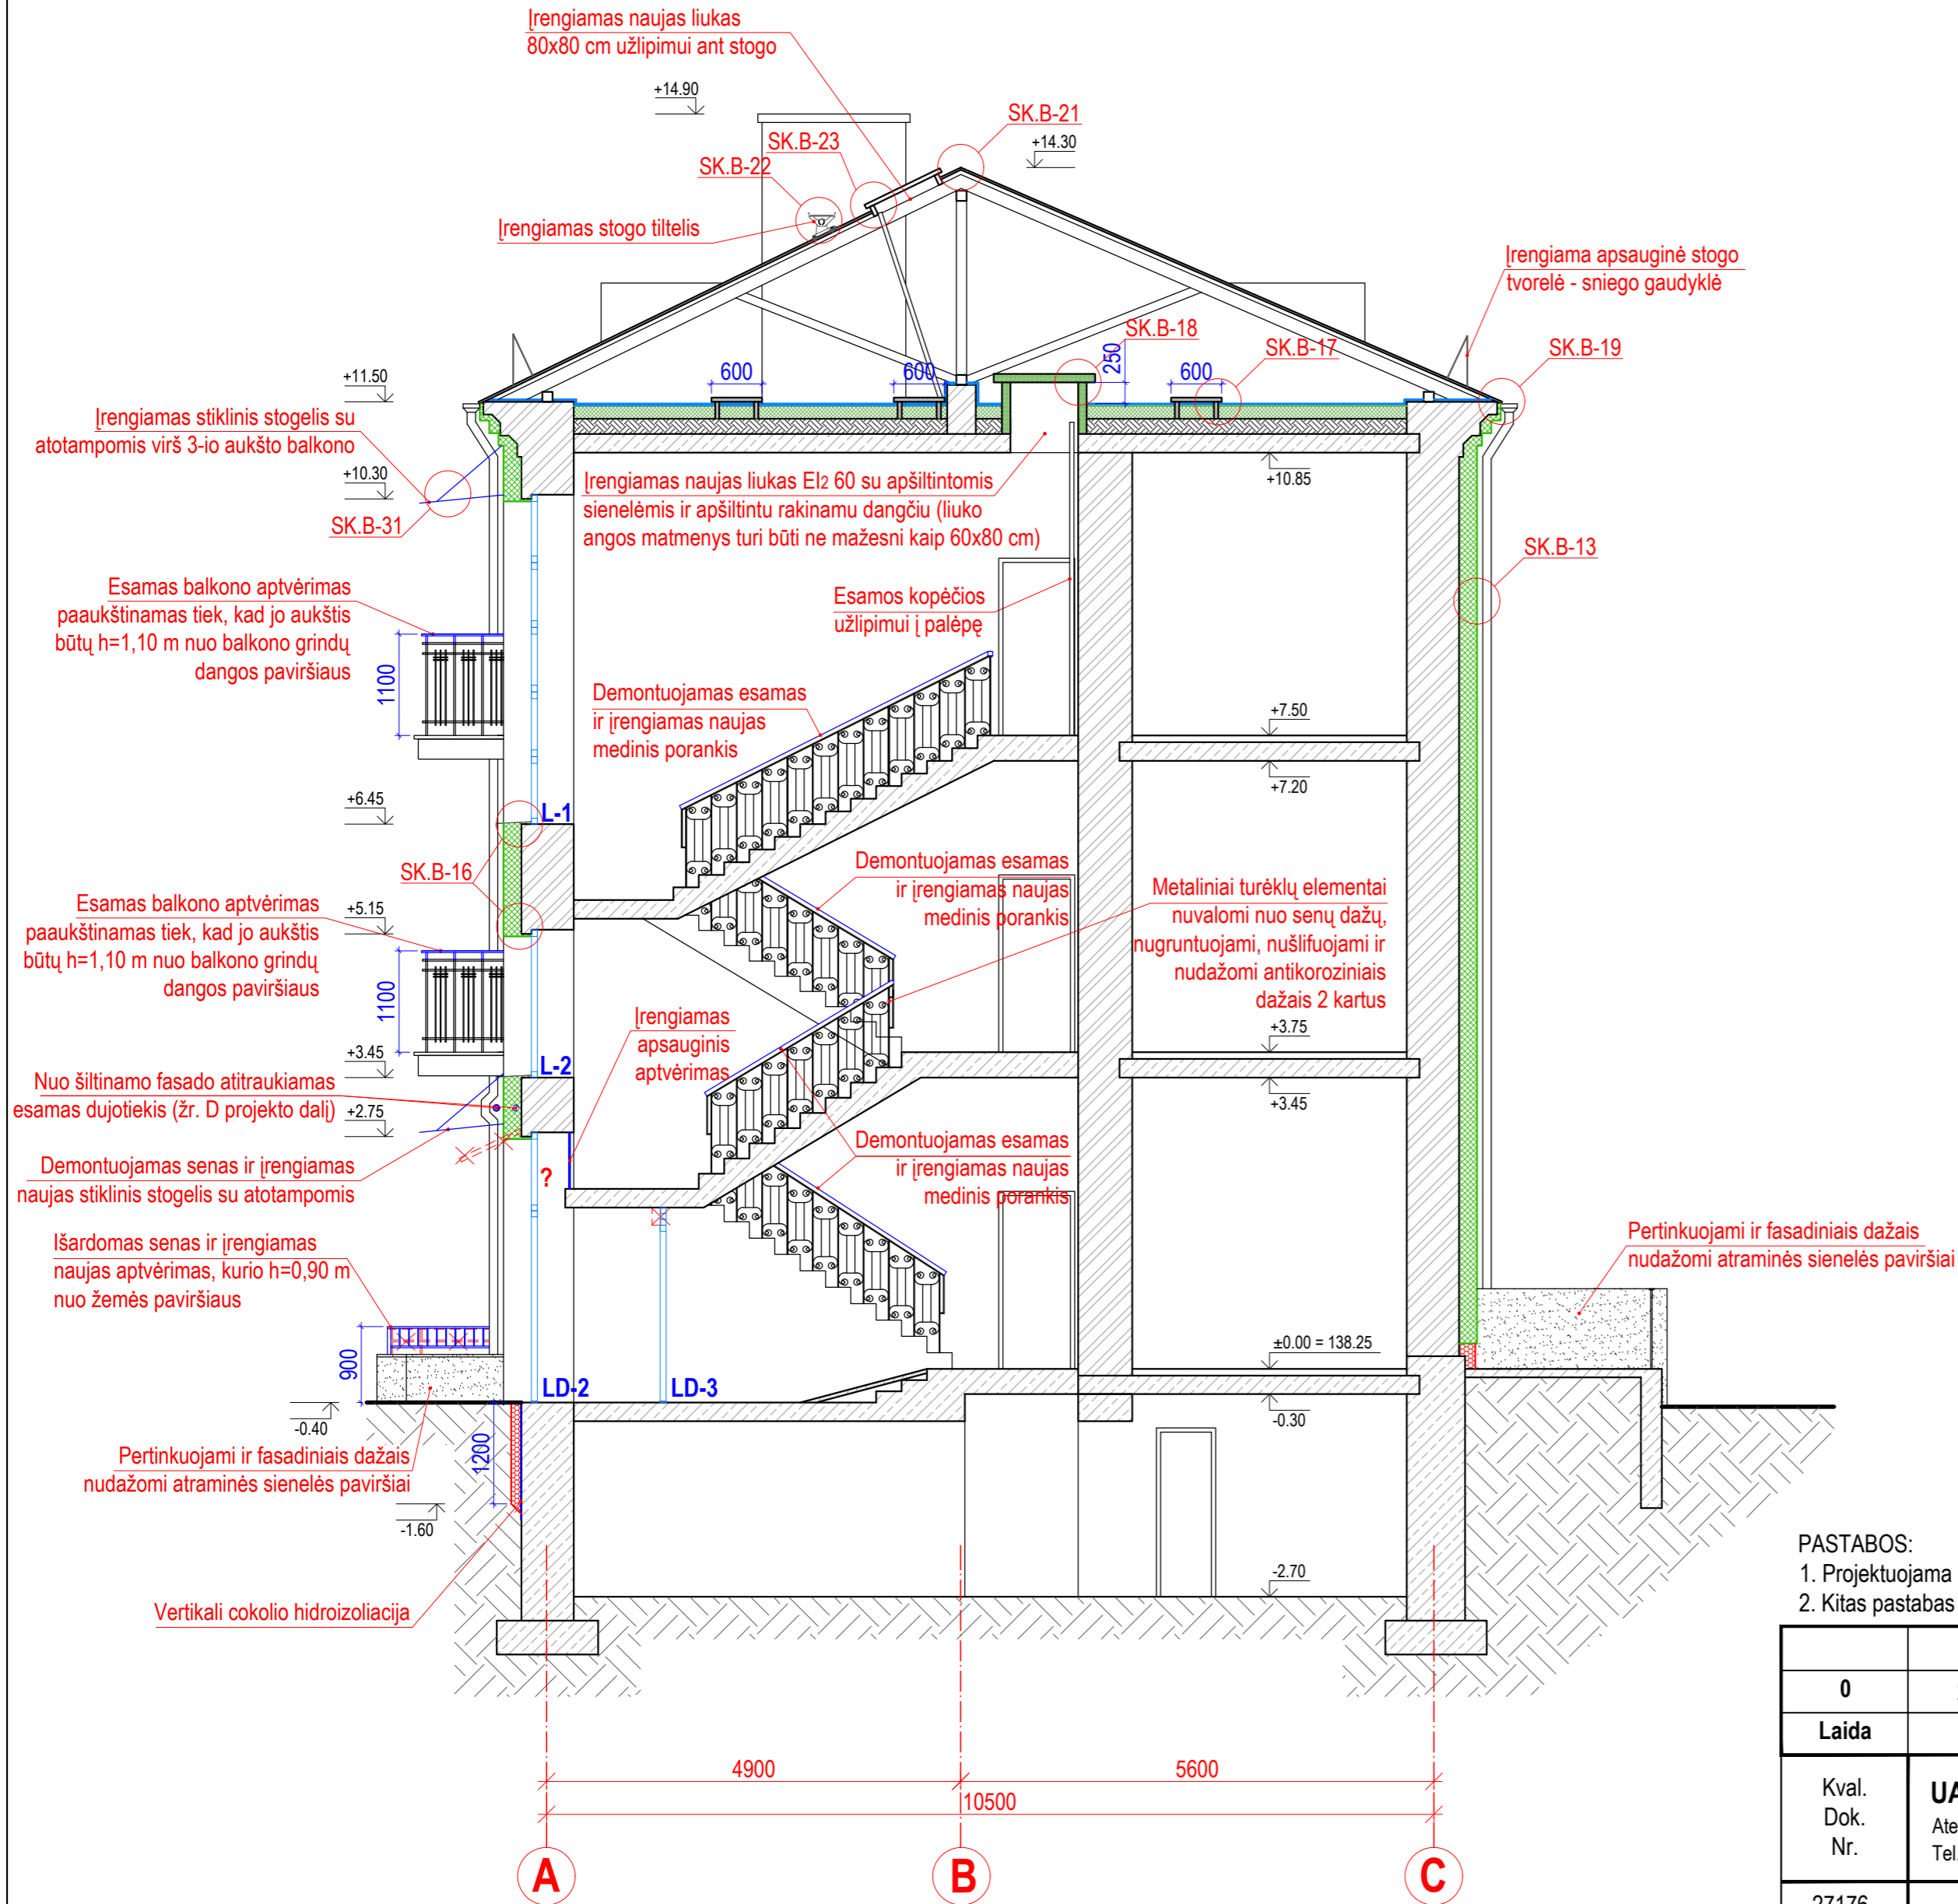 Įrengiamas naujas liukas
80x80 cm užlipimui ant stogo
+14.90
SK.B-21
SK.B-23
+14.30
SK.B-22
Įrengiamas stogo tiltelis
Įrengiama apsauginė stogo
tvorelė - sniego gaudyklė
SK.B-18
SK.B-17
SK.B-19
+11.50
600
600
250
600
Įrengiamas stiklinis stogelis su
atotampomis virš 3-io aukšto balkono
+10.30
SK.B-31
Įrengiamas naujas liukas EI2 60 su apšiltintomis
sienelėmis ir apšiltintu rakinamu dangčiu (liuko
angos matmenys turi būti ne mažesni kaip 60x80 cm)
+10.85
SK.B-13
Esamas balkono aptvėrimas
paaukštinamas tiek, kad jo aukštis
būtų h=1,10 m nuo balkono grindų
dangos paviršiaus
1100
Esamos kopėčios
užlipimui į palėpę
Demontuojamas esamas
ir įrengiamas naujas
medinis porankis
+7.50
+7.20
+6.45
L-1
SK.B-16
Demontuojamas esamas
ir įrengiamas naujas
medinis porankis
Metaliniai turėklų elementai
nuvalomi nuo senų dažų,
nugruntuojami, nušlifuojami ir
nudažomi antikoroziniais
dažais 2 kartus
Esamas balkono aptvėrimas
paaukštinamas tiek, kad jo aukštis
būtų h=1,10 m nuo balkono grindų
dangos paviršiaus
+5.15
1100
Įrengiamas
apsauginis
aptvėrimas
+3.75
+3.45
+3.45
L-2
Nuo šiltinamo fasado atitraukiamas
esamas dujotiekis (žr. D projekto dalį)
+2.75
Demontuojamas senas ir įrengiamas
naujas stiklinis stogelis su atotampomis
?
Demontuojamas esamas
ir įrengiamas naujas
medinis porankis
Išardomas senas ir įrengiamas
naujas aptvėrimas, kurio h=0,90 m
nuo žemės paviršiaus
Pertinkuojami ir fasadiniais dažais
nudažomi atraminės sienelės paviršiai
±0.00 = 138.25
900
LD-2
LD-3
-0.40
-0.30
Pertinkuojami ir fasadiniais dažais
nudažomi atraminės sienelės paviršiai
1200
-1.60
-2.70
Vertikali cokolio hidroizoliacija
PASTABOS:
1. Projektuojama
2. Kitas pastabas
0
Laida
4900
5600
10500
Kval.
Dok.
Nr.
UA
Ate
Tel.
A
B
C
27176